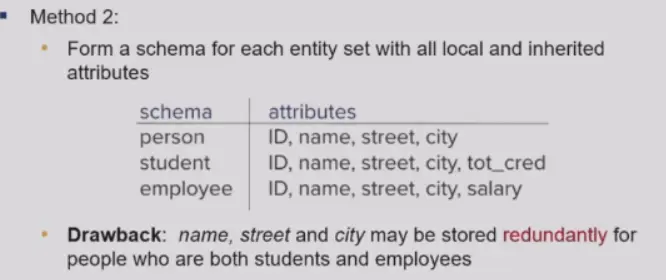 ▪ Method 2:
• Form a schema for each entity set with all local and inherited
attributes
schema attributes
person ID, name, street, city
student ID, name, street, city, tot_cred
employee ID, name, street, city, salary
• Drawback: name, street and city may be stored redundantly for
people who are both students and employees